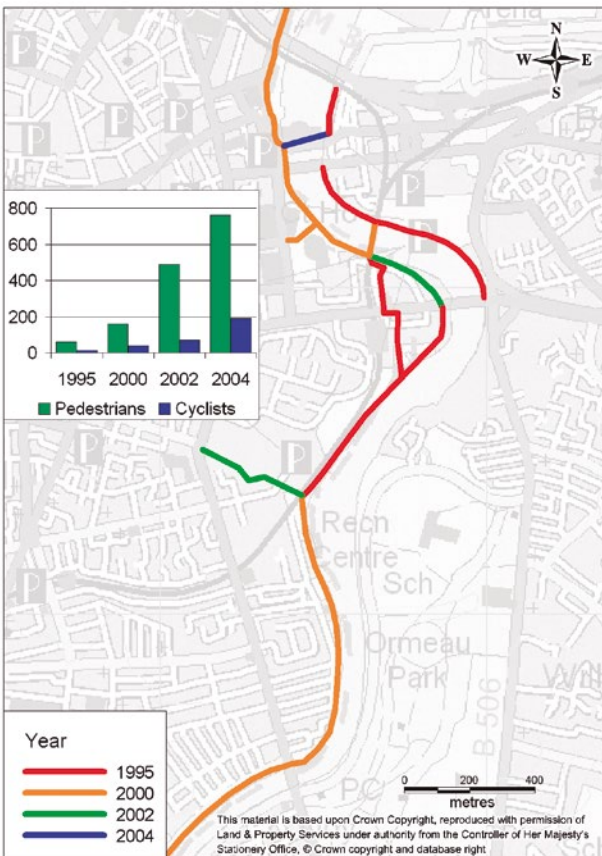 Arena
N
W E
S
P
P
P
P
P
P
800
600
400
200
0
1995 2000 2002 2004
Pedestrians Cyclists
P
P
Recn
Centre
Sch
P
Ormeau
Park
B 506
Year
1995
2000
2002
2004
PC
0 200 400
metres
This material is based upon Crown Copyright, reproduced with permission of
Land & Property Services under authority from the Controller of Her Majesty's
Stationery Office, © Crown copyright and database right